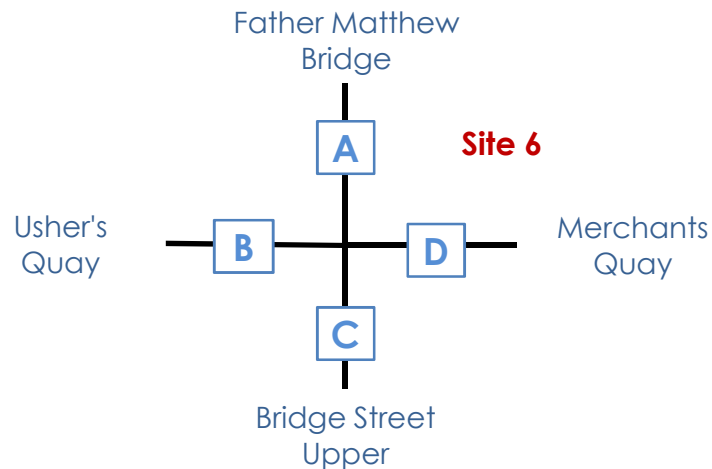 Father Matthew
Bridge
A
Site 6
Usher's
Quay
B
D
Merchants
Quay
C
Bridge Street
Upper